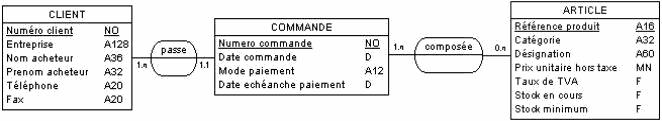 CLIENT
Numéro client NO
Entreprise A128
Nom acheteur A36
Prenom acheteur A32
Téléphone A20
Fax A20
1.n
passe
1.1
COMMANDE
Numero commande NO
Date commande D
Mode paiement A12
Date echéanche paiement D
1.n
composée
0.n
ARTICLE
Référence produit A16
Catégorie A32
Désignation A60
Prix unitaire hors taxe MN
Taux de TVA F
Stock en cours F
Stock minimum F